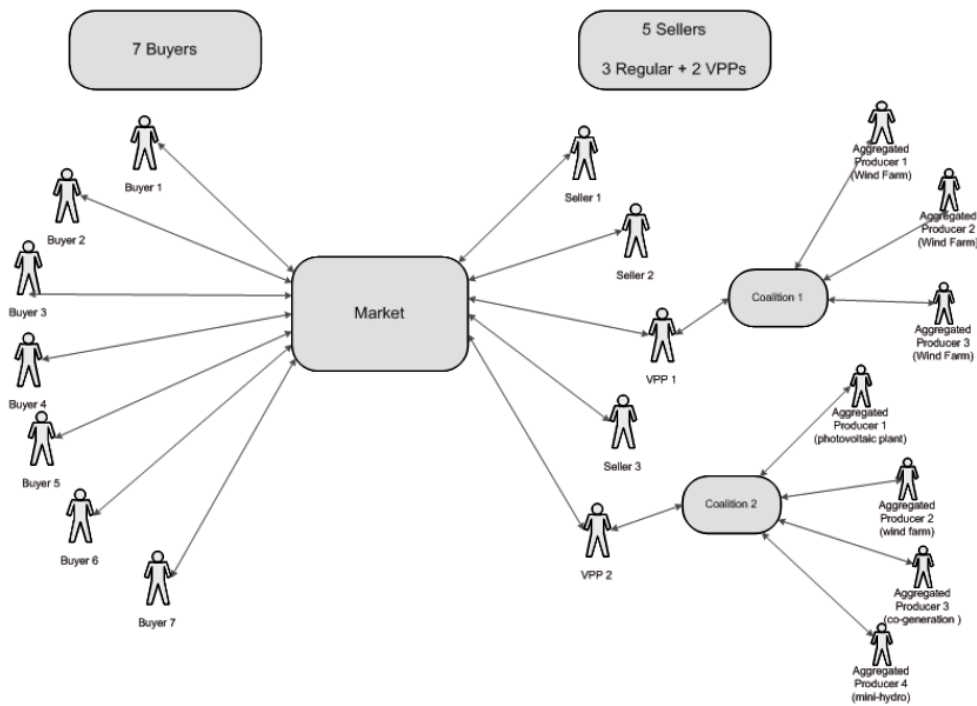 7 Buyers
5 Sellers
3 Regular + 2 VPPs
Buyer 1
Buyer 2
Buyer 3
Buyer 4
Buyer 5
Buyer 6
Buyer 7
Market
Seller 1
Seller 2
VPP 1
Seller 3
VPP 2
Coalition 1
Aggregated
Producer 1
(Wind Farm)
Aggregated
Producer 2
(Wind Farm)
Aggregated
Producer 3
(Wind Farm)
Coalition 2
Aggregated
Producer 1
(photovoltaic plant)
Aggregated
Producer 2
(wind farm)
Aggregated
Producer 3
(co-generation )
Aggregated
Producer 4
(mini-hydro)